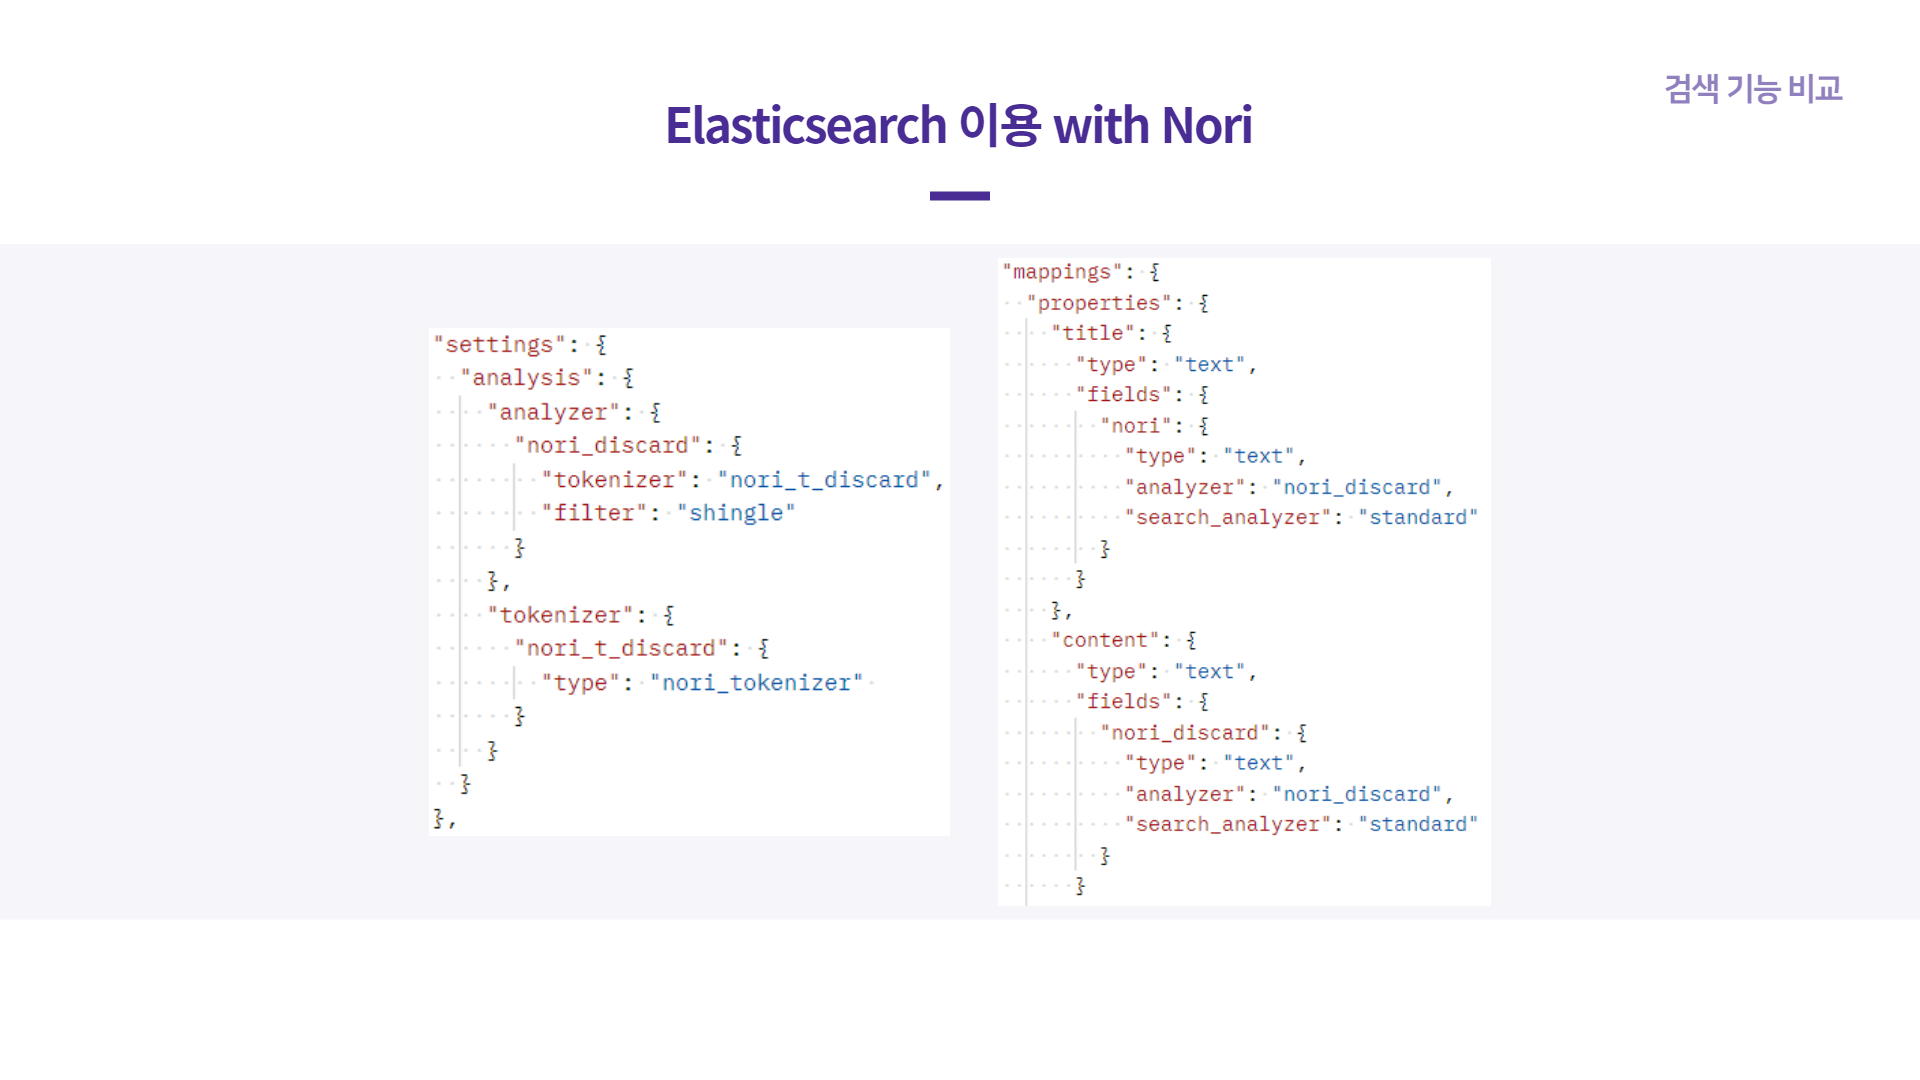 검색 기능 비교
Elasticsearch 이용 with Nori
"settings": {
"analysis": {
"analyzer": {
"nori_discard": {
"tokenizer": "nori_t_discard",
"filter": "shingle"
}
},
"tokenizer": {
"nori_t_discard": {
"type": "nori_tokenizer"
}
}
}
},
"mappings": {
"properties": {
"title": {
"type": "text",
"fields": {
"nori": {
"type": "text",
"analyzer": "nori_discard",
"search_analyzer": "standard"
}
}
},
"content": {
"type": "text",
"fields": {
"nori_discard": {
"type": "text",
"analyzer": "nori_discard",
"search_analyzer": "standard"
}
}